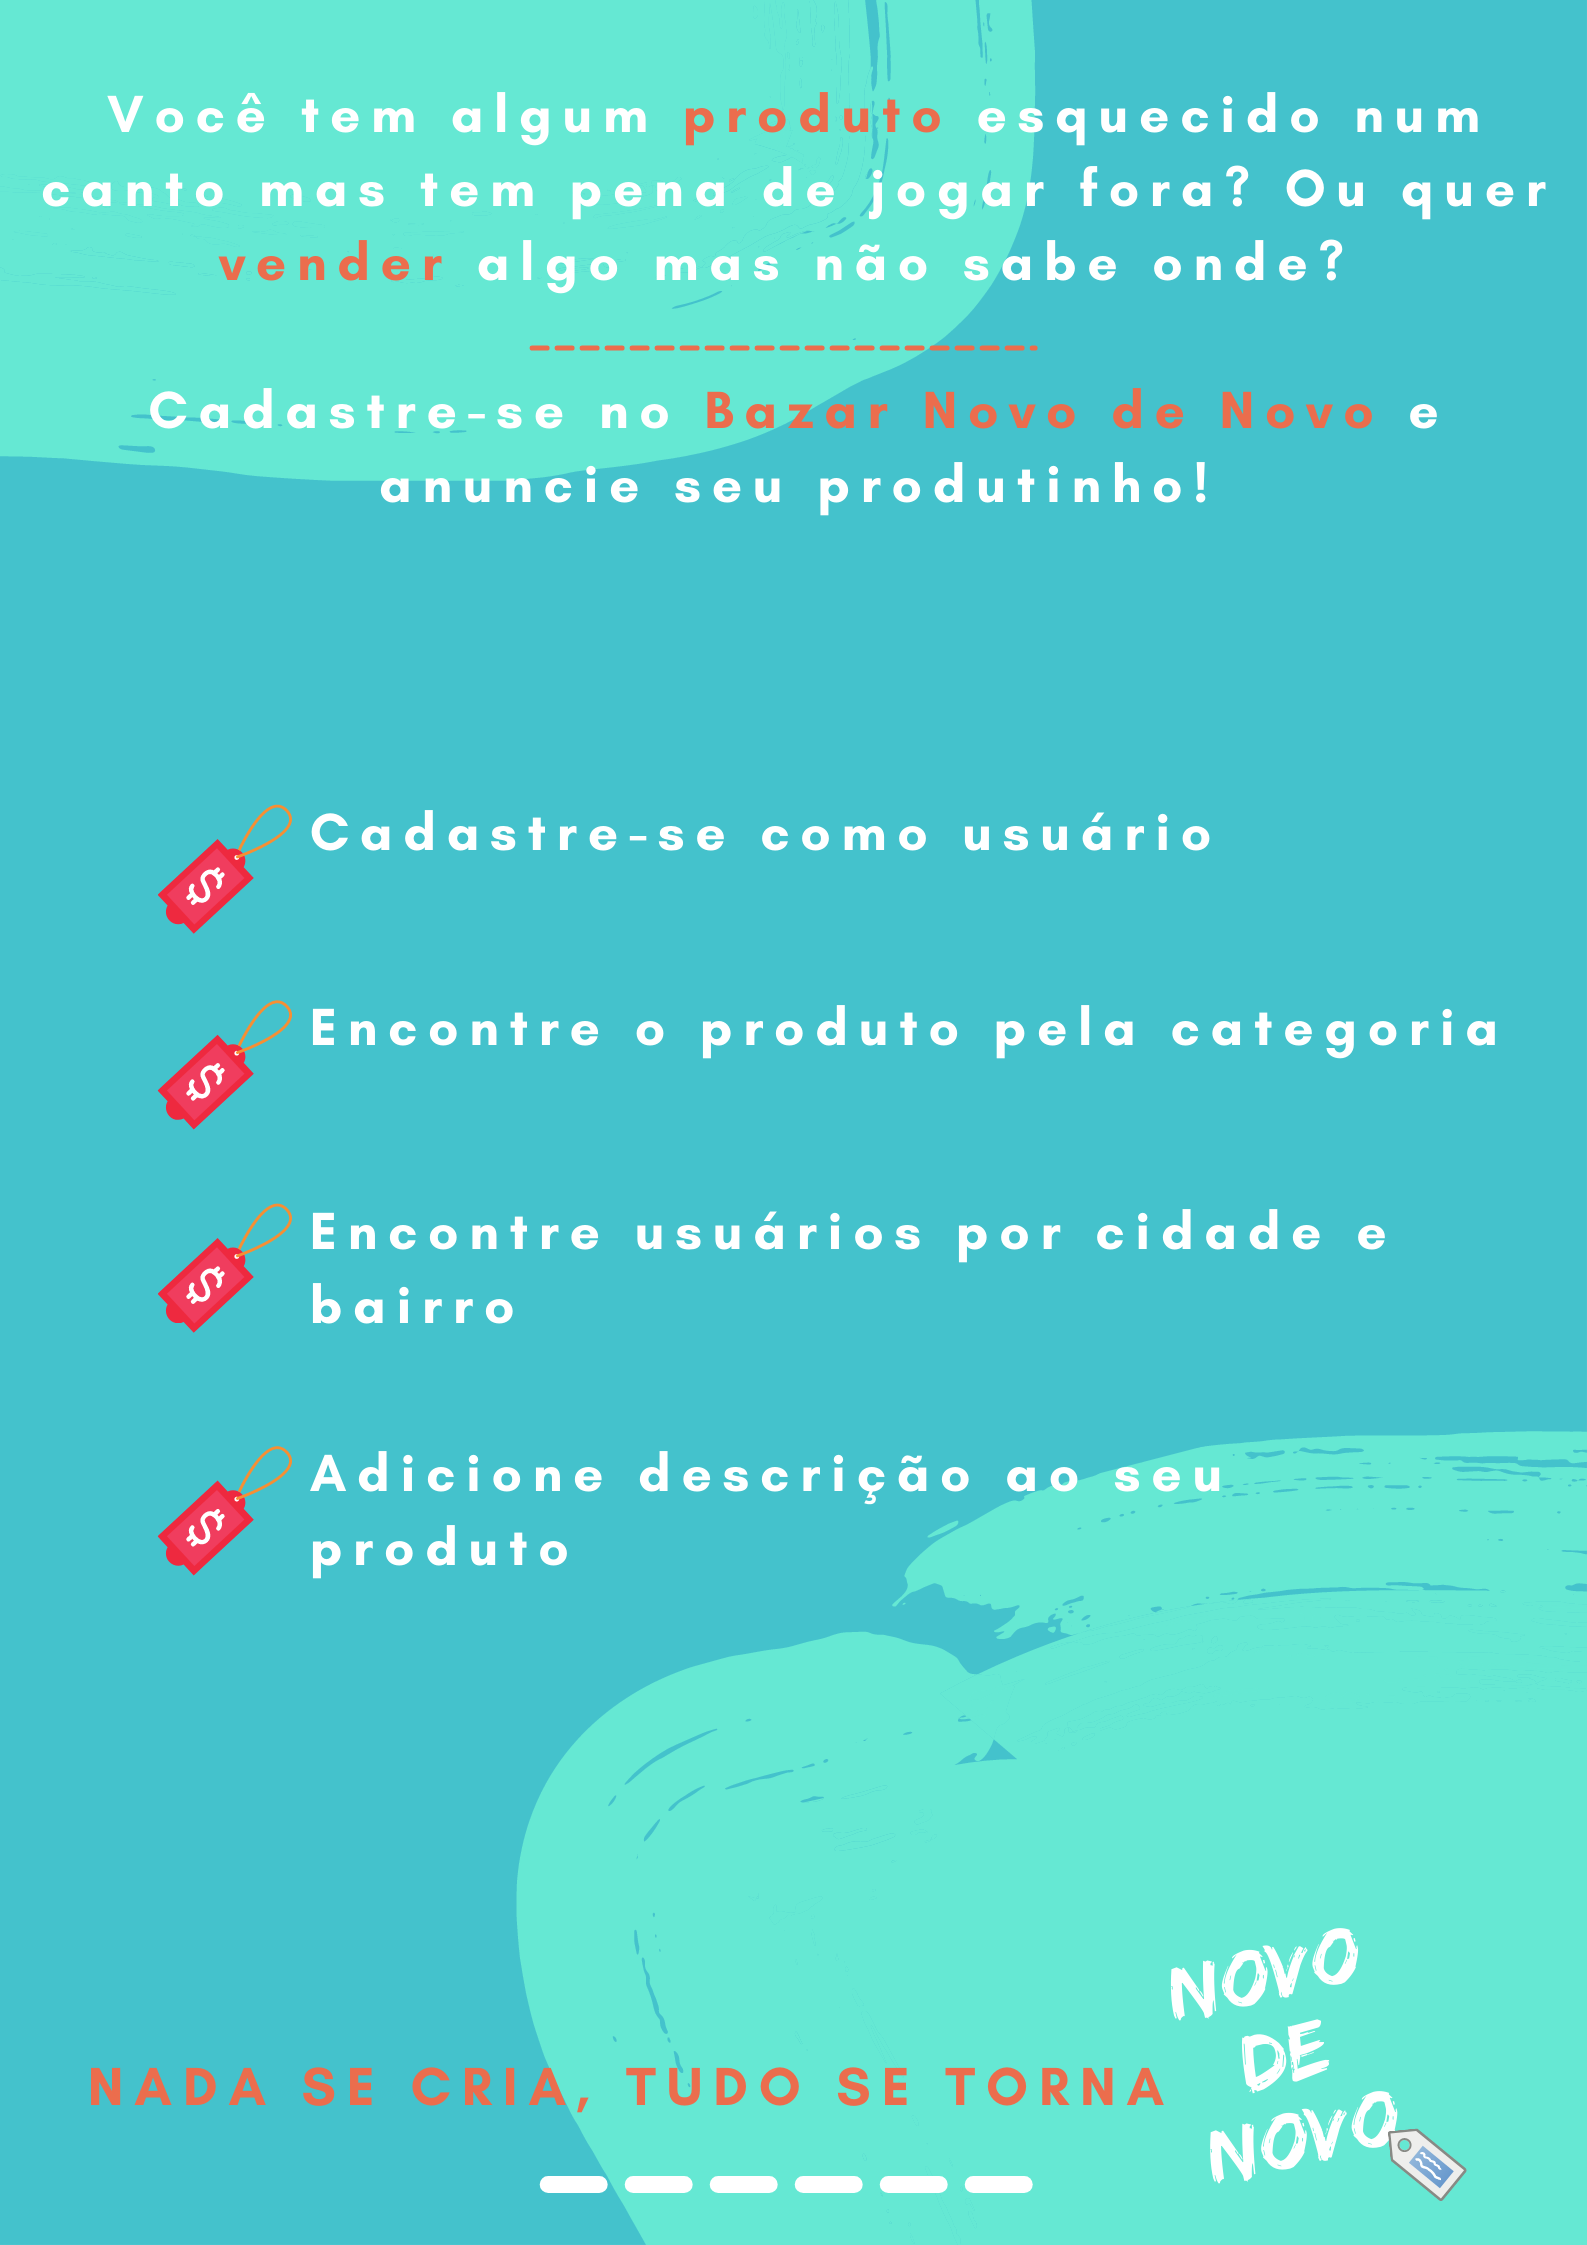 Você tem algum produto esquecido num
canto mas tem pena de jogar fora? Ou quer
vender algo mas não sabe onde?
Cadastre-se no Bazar Novo de Novo e
anuncie seu produtinho!
Cadastre-se como usuário
Encontre o produto pela categoria
Encontre usuários por cidade e
bairro
Adicione descrição ao seu
produto
NADA SE CRIA, TUDO SE TORNA
NOVO
DE
NOVO